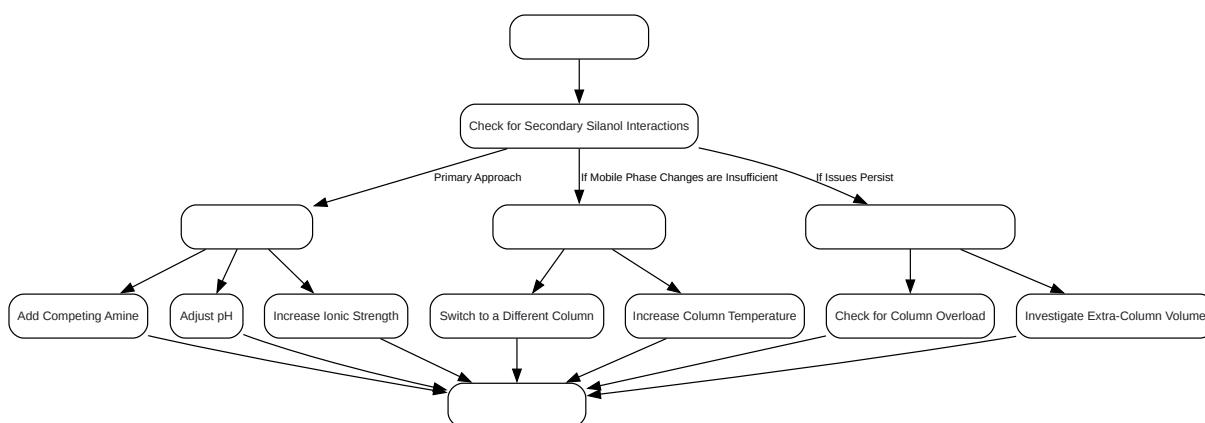 Check for Secondary Silanol Interactions
Primary Approach
If Mobile Phase Changes are Insufficient
If Issues Persist
Add Competing Amine
Adjust pH
Increase Ionic Strength
Switch to a Different Column
Increase Column Temperature
Check for Column Overload
Investigate Extra-Column Volume